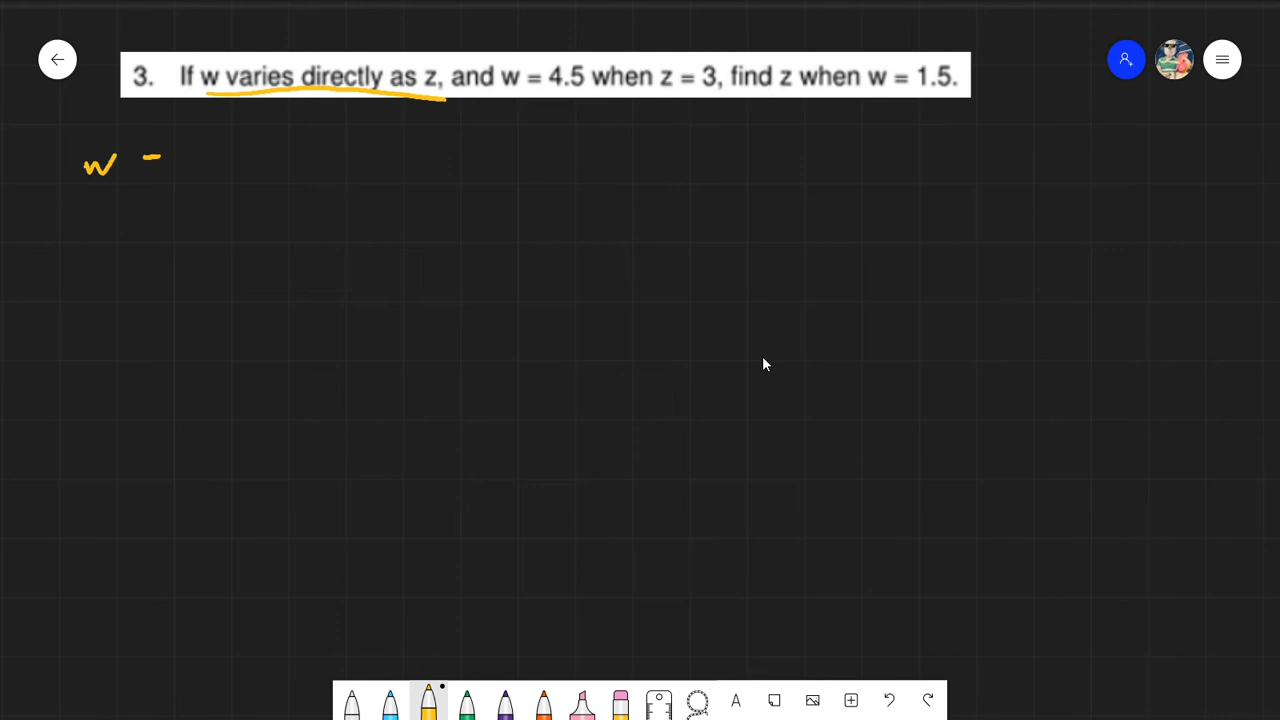 3. If w varies directly as z, and w = 4.5 when z = 3, find z when w = 1.5.
w -
A